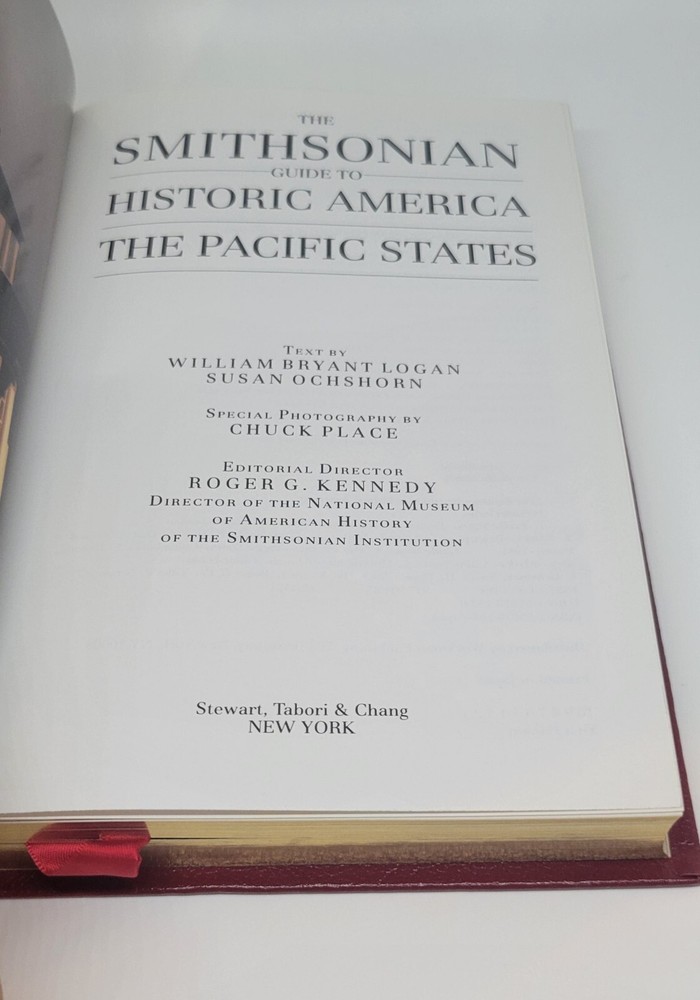 THE
SMITHSONIAN
GUIDE TO
HISTORIC AMERICA
THE PACIFIC STATES
TEXT BY
WILLIAM BRYANT LOGAN
SUSAN OCHSHORN
SPECIAL PHOTOGRAPHY BY
CHUCK PLACE
EDITORIAL DIRECTOR
ROGER G. KENNEDY
DIRECTOR OF THE NATIONAL MUSEUM
OF AMERICAN HISTORY
OF THE SMITHSONIAN INSTITUTION
Stewart, Tabori & Chang
NEW YORK